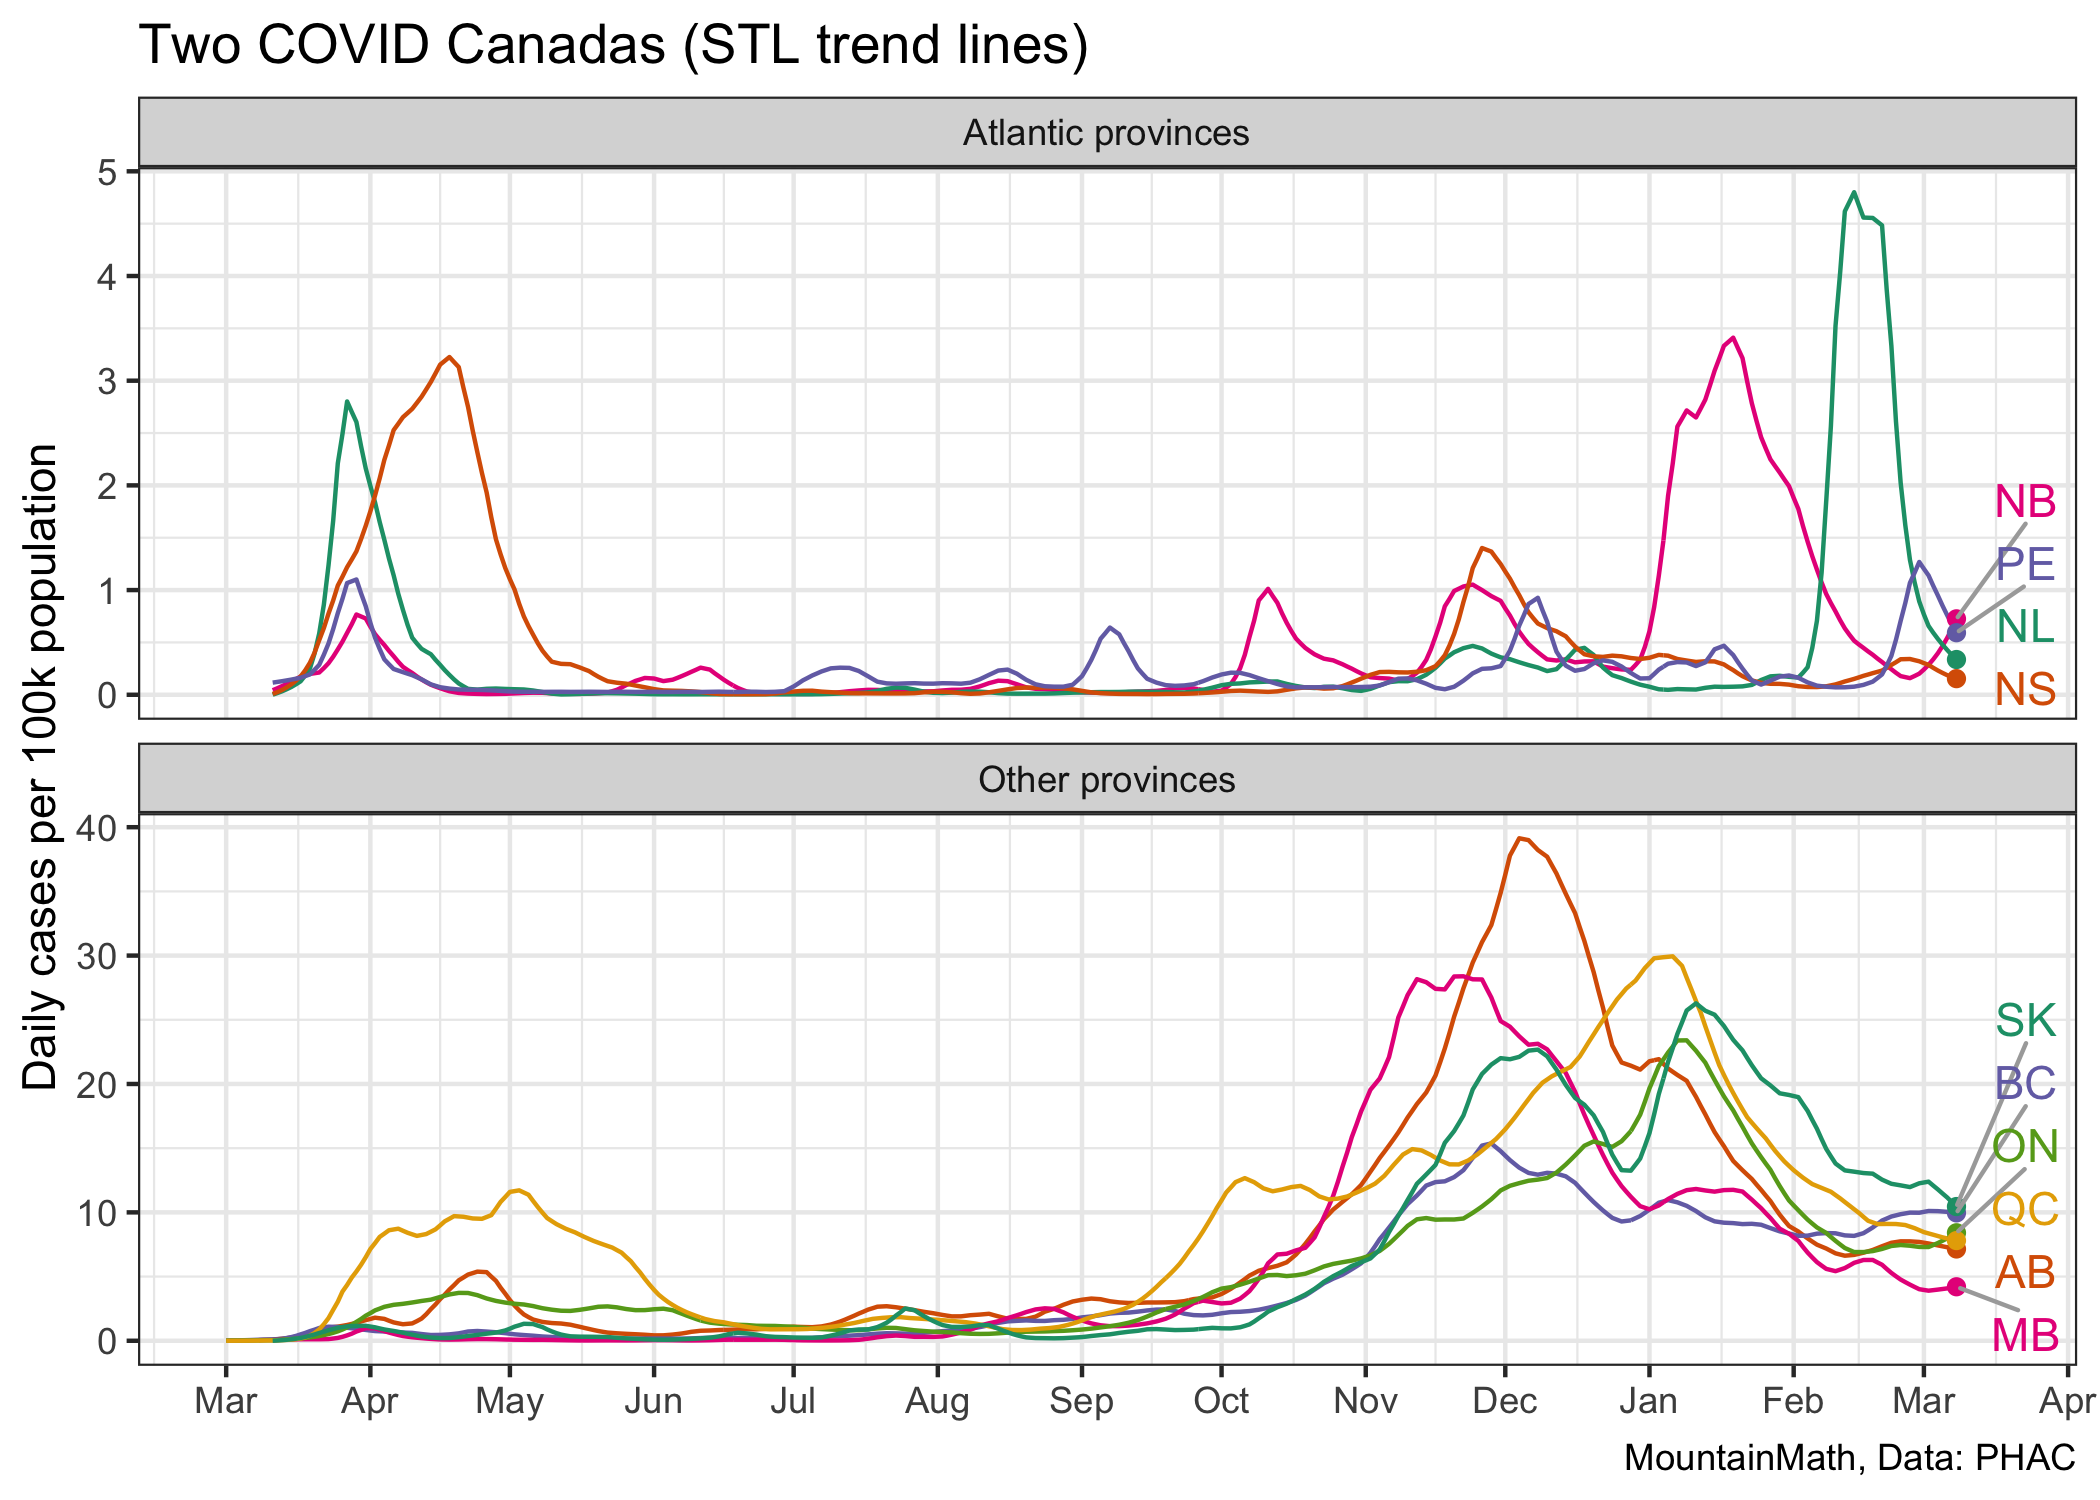 Two COVID Canadas (STL trend lines)
Atlantic provinces
5
4
3
2
1
0
NB
PE
NL
NS
Daily cases per 100k population
Other provinces
40
30
20
10
0
SK
BC
ON
QC
AB
MB
Mar Apr May Jun Jul Aug Sep Oct Nov Dec Jan Feb Mar Apr
MountainMath, Data: PHAC